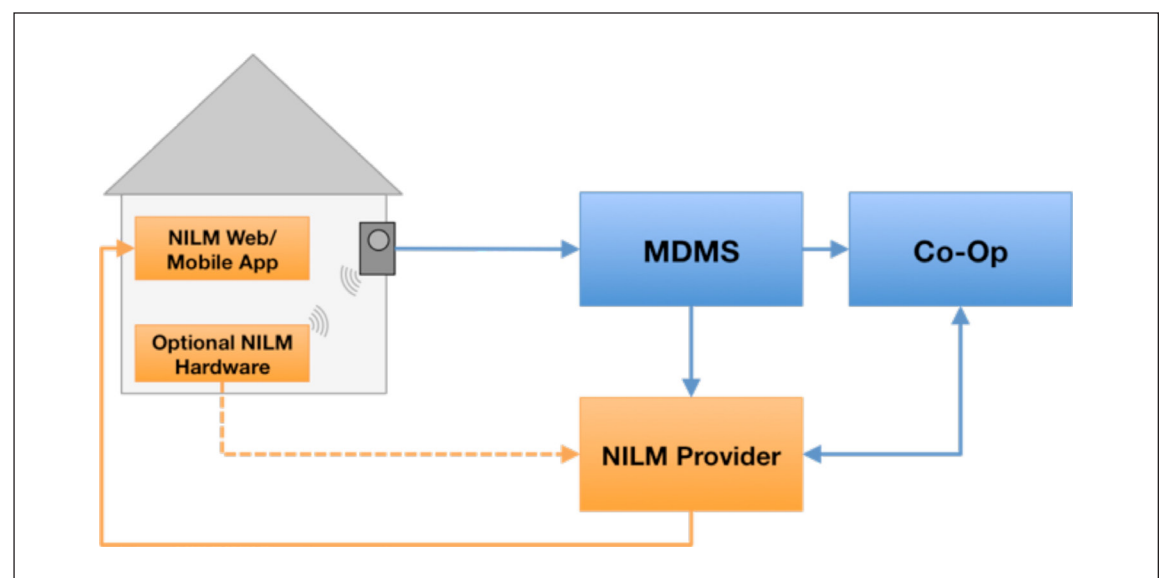 NILM Web/
Mobile App
MDMS
Co-Op
Optional NILM
Hardware
NILM Provider